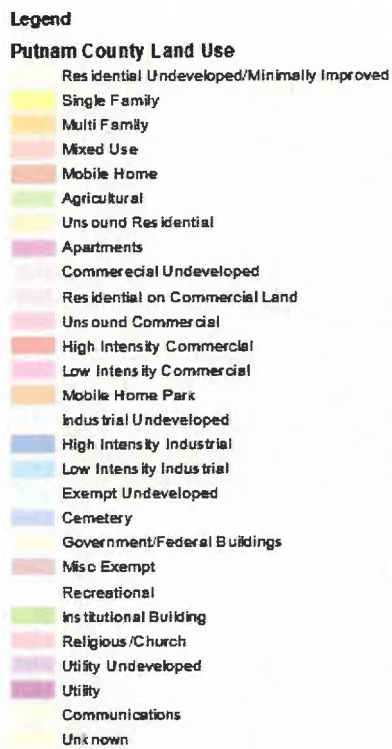 Legend
Putnam County Land Use
Residential Undeveloped/Minimally Improved
Single Family
Multi Family
Mixed Use
Mobile Home
Agricultural
Unsound Residential
Apartments
Commerecial Undeveloped
Residential on Commercial Land
Unsound Commercial
High Intensity Commercial
Low Intensity Commercial
Mobile Home Park
Industrial Undeveloped
High Intensity Industrial
Low Intensity Industrial
Exempt Undeveloped
Cemetery
Government/Federal Buildings
Misc Exempt
Recreational
Institutional Building
Religious/Church
Utility Undeveloped
Utility
Communications
Unknown